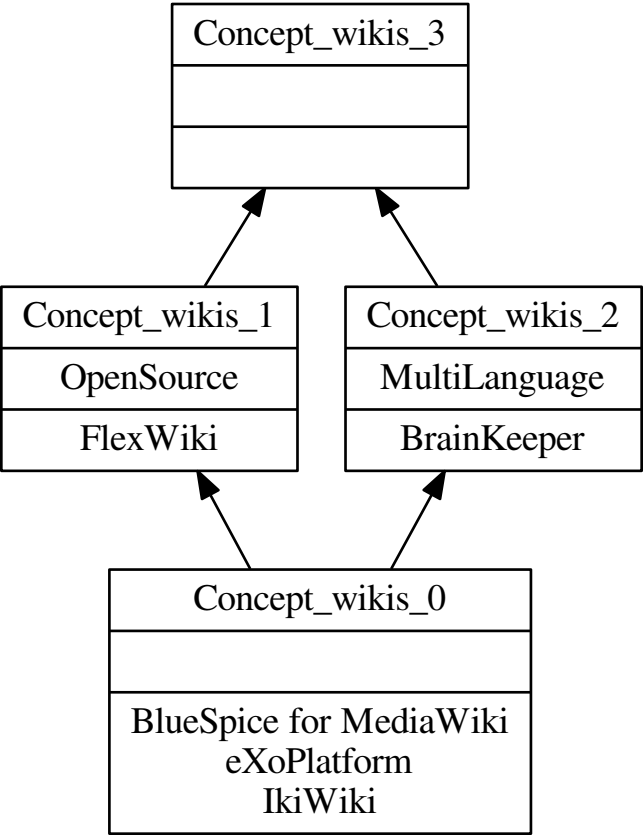 Concept_wikis_3
Concept_wikis_1
OpenSource
FlexWiki
Concept_wikis_2
MultiLanguage
BrainKeeper
Concept_wikis_0
BlueSpice for MediaWiki
eXoPlatform
IkiWiki